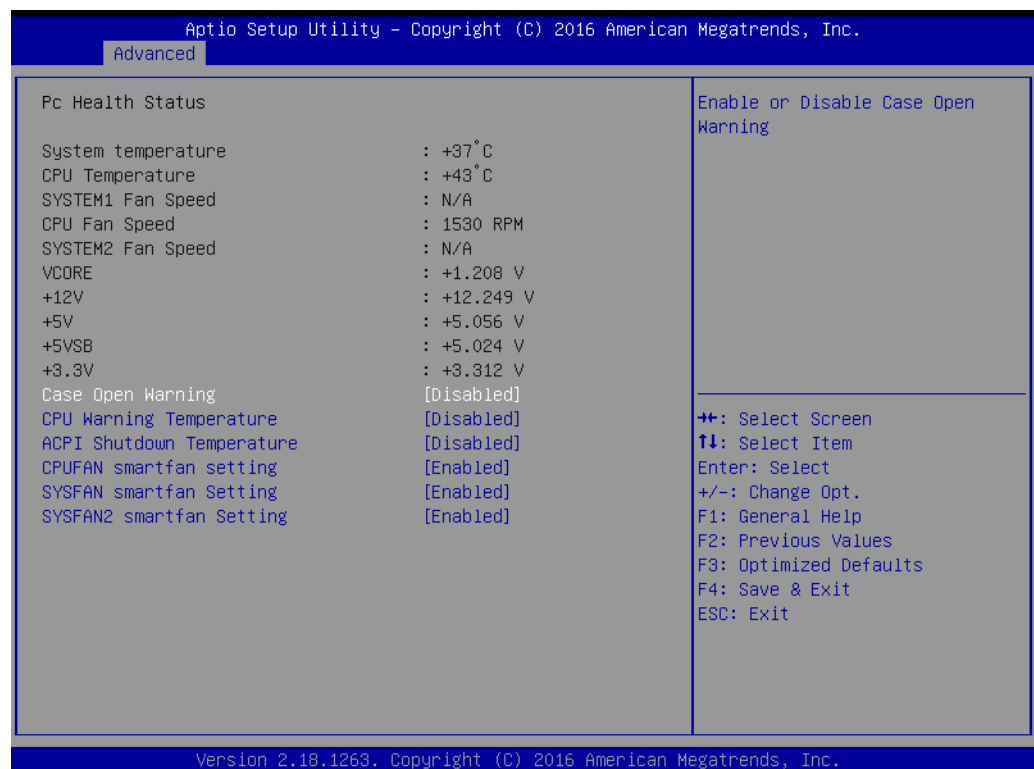 Aptio Setup Utility – Copyright (C) 2016 American Megatrends, Inc.
Advanced
Pc Health Status
System temperature : +37°C
CPU Temperature : +43°C
SYSTEM1 Fan Speed : N/A
CPU Fan Speed : 1530 RPM
SYSTEM2 Fan Speed : N/A
VCORE : +1.208 V
+12V : +12.249 V
+5V : +5.056 V
+5VSB : +5.024 V
+3.3V : +3.312 V
Case Open Warning [Disabled]
CPU Warning Temperature [Disabled]
ACPI Shutdown Temperature [Disabled]
CPUFAN smartfan setting [Enabled]
SYSFAN smartfan Setting [Enabled]
SYSFAN2 smartfan Setting [Enabled]
Enable or Disable Case Open
Warning
→←: Select Screen
↑↓: Select Item
Enter: Select
+/-: Change Opt.
F1: General Help
F2: Previous Values
F3: Optimized Defaults
F4: Save & Exit
ESC: Exit
Version 2.18.1263. Copyright (C) 2016 American Megatrends, Inc.